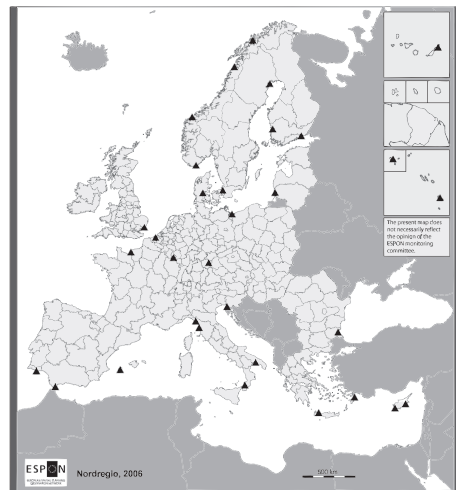 The present map does
not necessarily reflect
the opinion of the
ESPON monitoring
committee.
ESPON
Nordregio, 2006
500 km